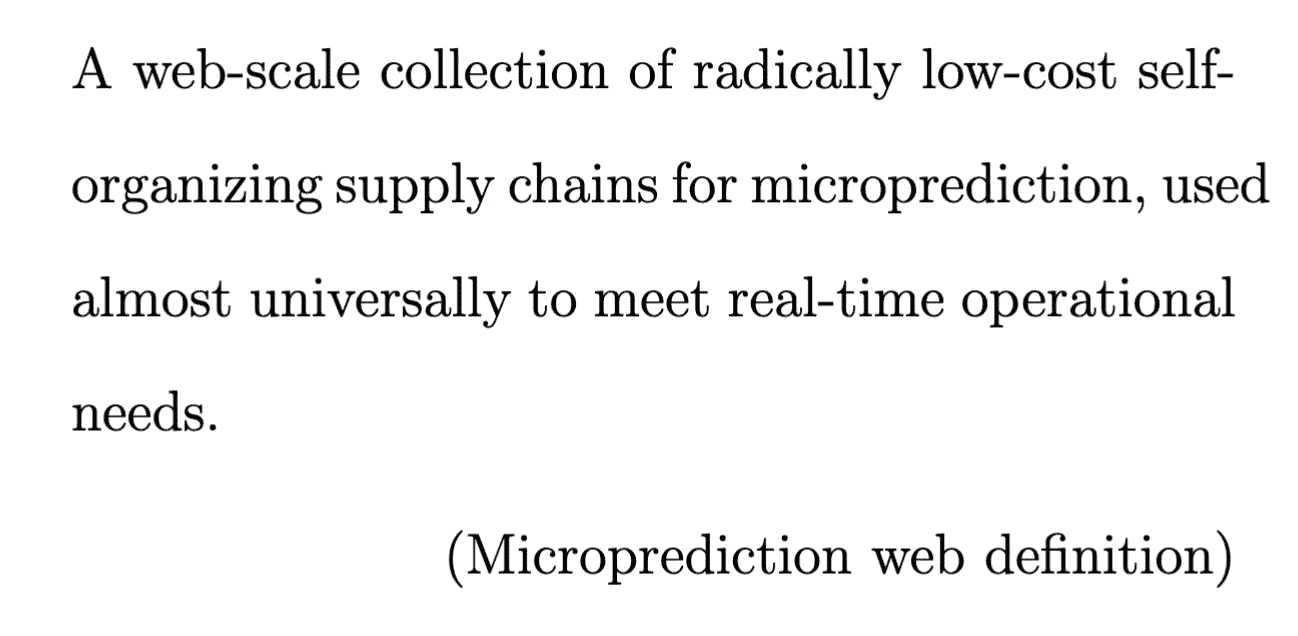 A web-scale collection of radically low-cost self-
organizing supply chains for microprediction, used
almost universally to meet real-time operational
needs.
(Microprediction web definition)